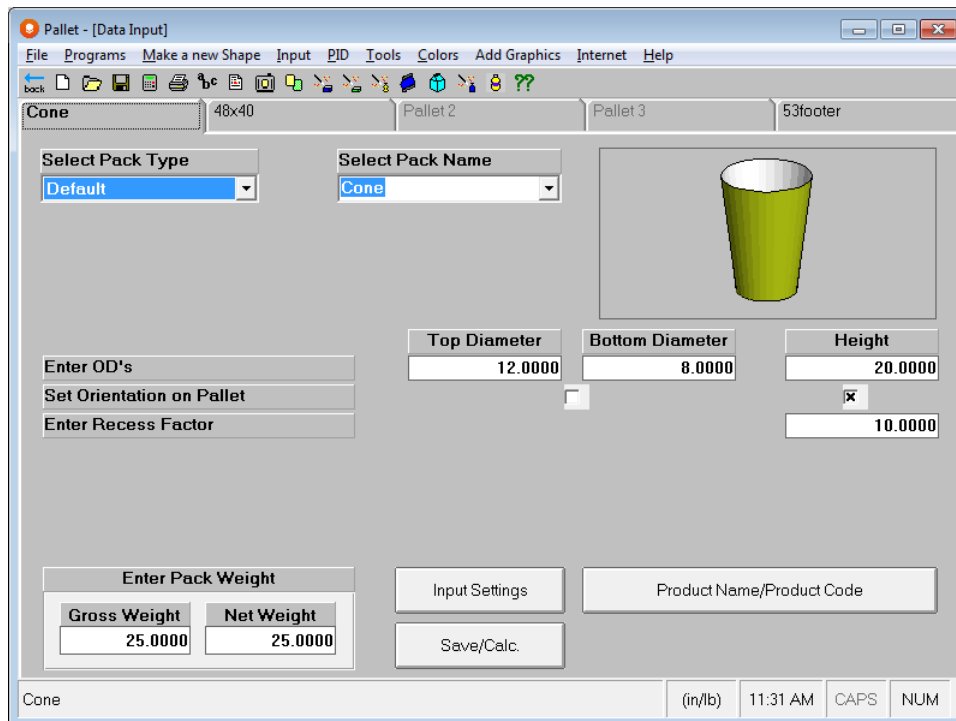 Pallet - [Data Input]
File Programs Make a new Shape Input PID Tools Colors Add Graphics Internet Help
back abc ??
Cone 48x40 Pallet 2 Pallet 3 53footer
Select Pack Type Select Pack Name
Default Cone
Top Diameter Bottom Diameter Height
Enter OD's 12.0000 8.0000 20.0000
Set Orientation on Pallet
Enter Recess Factor 10.0000
Enter Pack Weight
Input Settings Product Name/Product Code
Gross Weight Net Weight
25.0000 25.0000
Save/Calc.
Cone (in/lb) 11:31 AM CAPS NUM